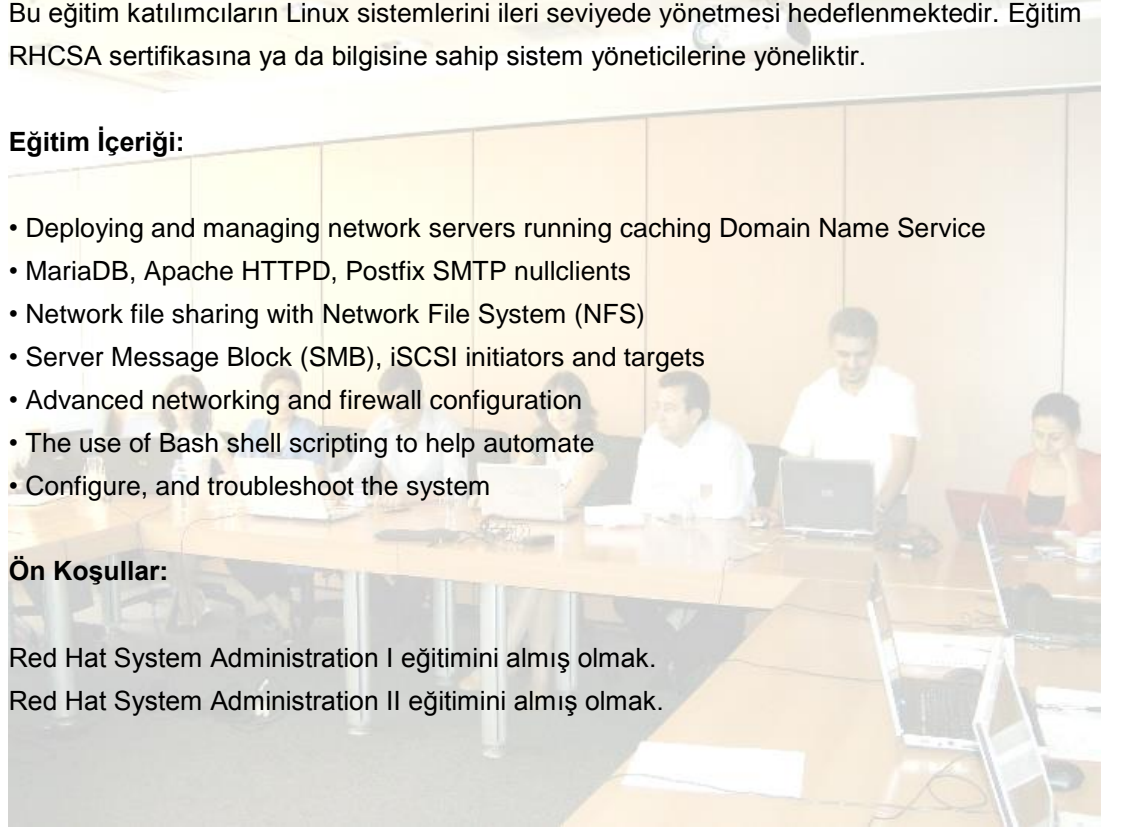 Bu eğitim katılımcıların Linux sistemlerini ileri seviyede yönetmesi hedeflenmektedir. Eğitim
RHCSA sertifikasına ya da bilgisine sahip sistem yöneticilerine yöneliktir.
Eğitim İçeriği:
• Deploying and managing network servers running caching Domain Name Service
• MariaDB, Apache HTTPD, Postfix SMTP nullclients
• Network file sharing with Network File System (NFS)
• Server Message Block (SMB), iSCSI initiators and targets
• Advanced networking and firewall configuration
• The use of Bash shell scripting to help automate
• Configure, and troubleshoot the system
Ön Koşullar:
Red Hat System Administration I eğitimini almış olmak.
Red Hat System Administration II eğitimini almış olmak.